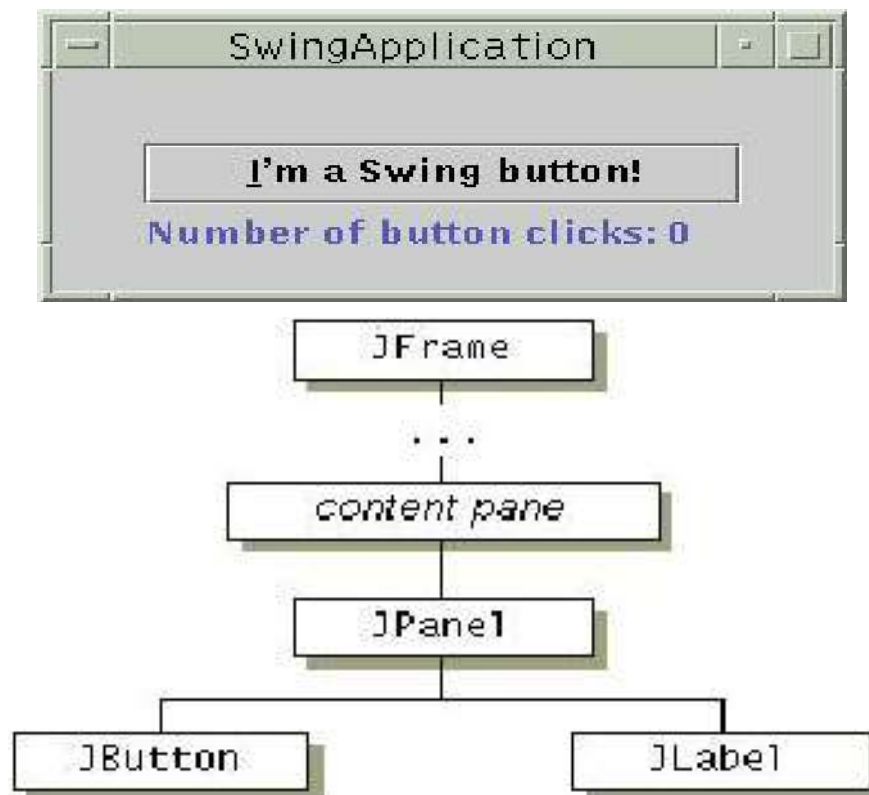 SwingApplication
I'm a Swing button!
Number of button clicks: 0
JFrame
...
content pane
JPanel
JButton JLabel